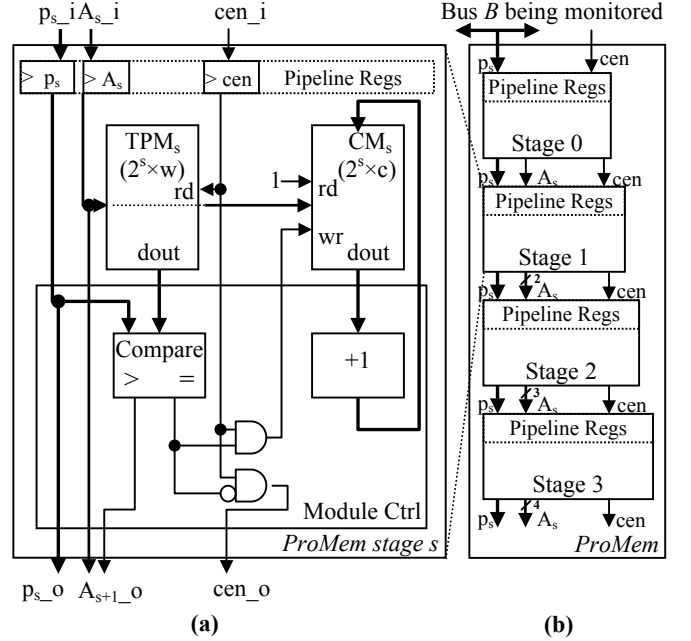 p_s_i A_s_i cen_i
> p_s > A_s > cen Pipeline Regs
TPM_s
(2^s×w)
rd
dout
CM_s
(2^s×c)
1
rd
wr
dout
Compare
> =
+1
Module Ctrl
ProMem stage s
p_s_o A_{s+1}_o cen_o
(a)
Bus B being monitored
p_s cen
Pipeline Regs
Stage 0
p_s A_s cen
Pipeline Regs
Stage 1
p_s 2 A_s cen
Pipeline Regs
Stage 2
p_s 3 A_s cen
Pipeline Regs
Stage 3
p_s 4 A_s cen
ProMem
(b)